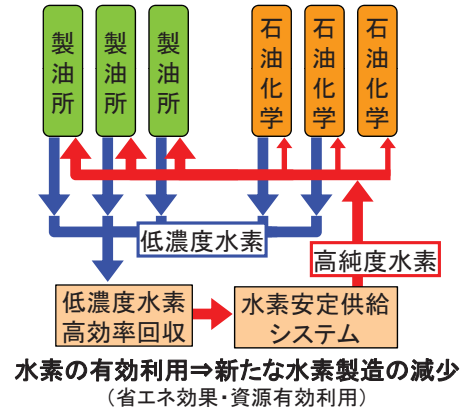 製油所
製油所
製油所
石油化学
石油化学
石油化学
低濃度水素
高純度水素
低濃度水素
高効率回収
水素安定供給
システム
水素の有効利用⇒新たな水素製造の減少
（省エネ効果・資源有効利用）